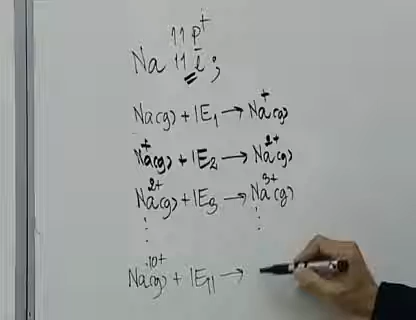 11 p⁺
Na 11 e⁻ ;
Na(g) + IE₁ → Na⁺(g)
Na⁺(g) + IE₂ → Na²⁺(g)
Na²⁺(g) + IE₃ → Na³⁺(g)
⋮ ⋮
Na¹⁰⁺(g) + IE₁₁ →